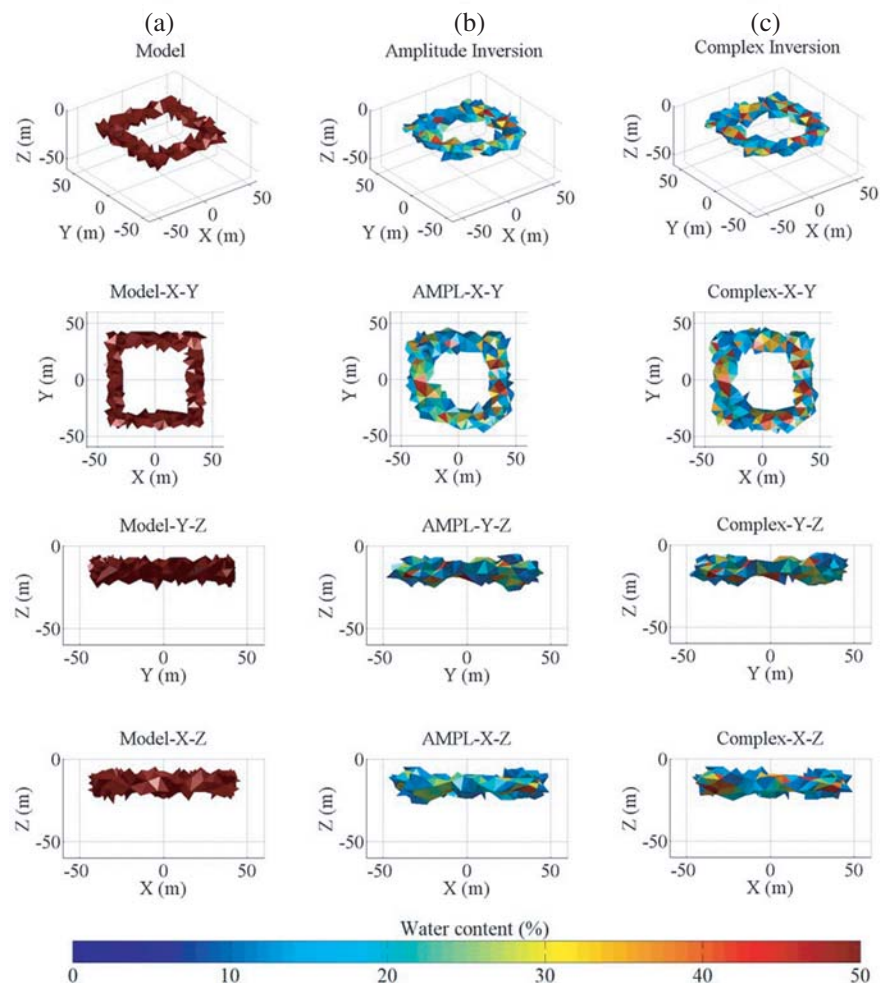 (a) (b) (c)
Model Amplitude Inversion Complex Inversion
0 0 0
Z (m) Z (m) Z (m)
-50 -50 -50
50 50 50 50 50 50
0 0 0 0 0 0
Y (m) -50 -50 X (m) Y (m) -50 -50 X (m) Y (m) -50 -50 X (m)
Model-X-Y AMPL-X-Y Complex-X-Y
50 50 50
Y (m) 0 Y (m) 0 Y (m) 0
-50 -50 -50
-50 0 50 -50 0 50 -50 0 50
X (m) X (m) X (m)
Model-Y-Z AMPL-Y-Z Complex-Y-Z
0 0 0
Z (m) Z (m) Z (m)
-50 -50 -50
-50 0 50 -50 0 50 -50 0 50
Y (m) Y (m) Y (m)
Model-X-Z AMPL-X-Z Complex-X-Z
0 0 0
Z (m) Z (m) Z (m)
-50 -50 -50
-50 0 50 -50 0 50 -50 0 50
X (m) X (m) X (m)
Water content (%)
0 10 20 30 40 50